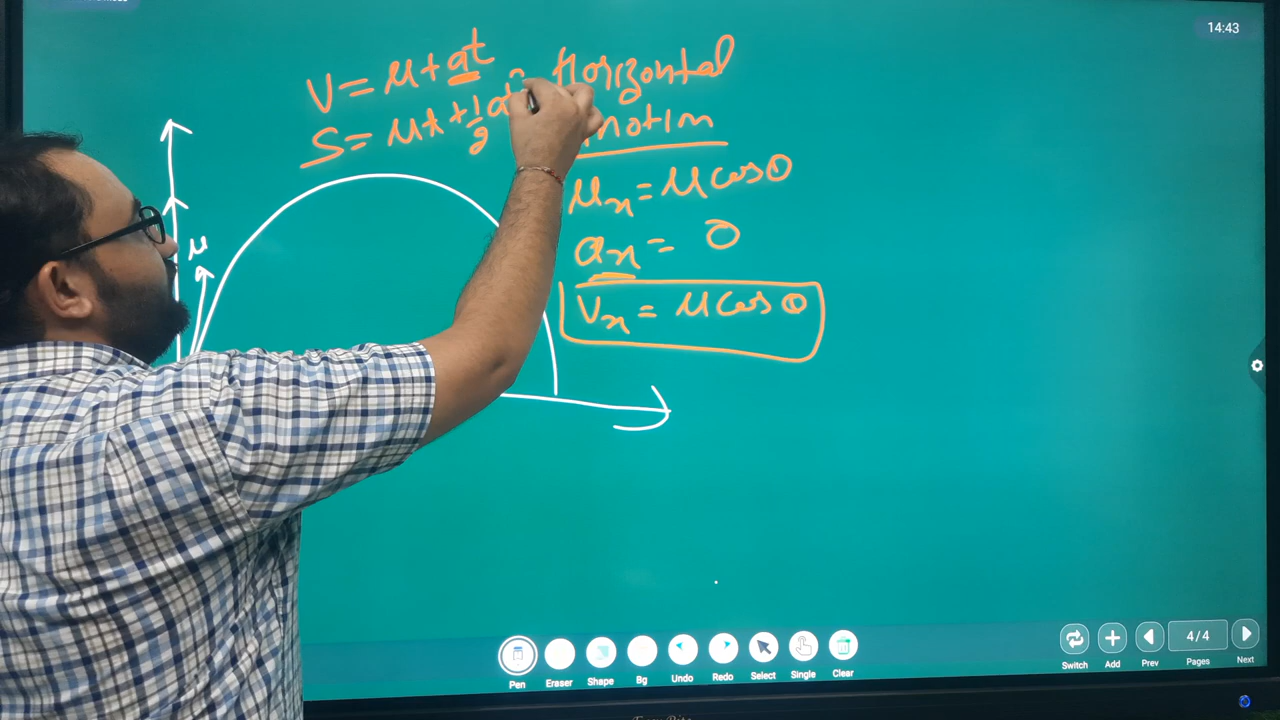 14:43
V = u + at
S = ut + 1/2 a
Horizontal
motion
u
uₓ = u cos θ
aₓ = 0
Vₓ = u cos θ
Pen Eraser Shape Bg Undo Redo Select Single Clear
Switch Add Prev 4/4 Pages Next